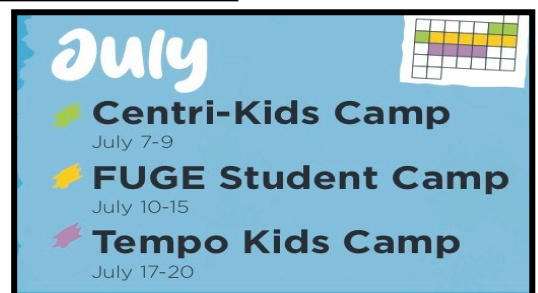 July
Centri-Kids Camp
July 7-9
FUGE Student Camp
July 10-15
Tempo Kids Camp
July 17-20